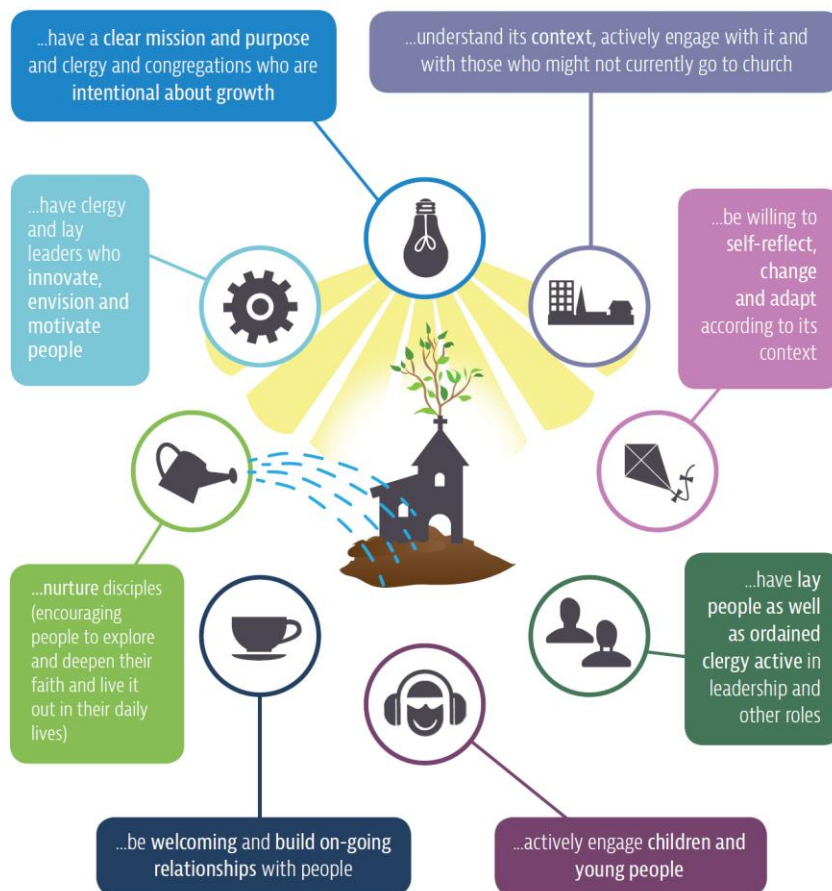 ...have a clear mission and purpose
and clergy and congregations who are
intentional about growth
...understand its context, actively engage with it and
with those who might not currently go to church
...have clergy
and lay
leaders who
innovate,
envision and
motivate
people
...be willing to
self-reflect,
change
and adapt
according to its
context
...nurture disciples
(encouraging
people to explore
and deepen their
faith and live it
out in their daily
lives)
...have lay
people as well
as ordained
clergy active in
leadership and
other roles
...be welcoming and build on-going
relationships with people
...actively engage children and
young people